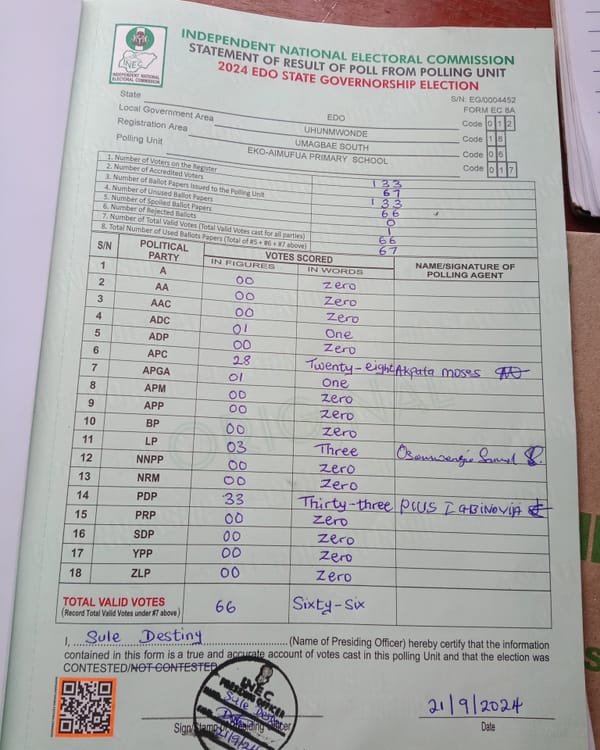 INEC
INDEPENDENT NATIONAL
ELECTORAL COMMISSION
INDEPENDENT NATIONAL ELECTORAL COMMISSION
STATEMENT OF RESULT OF POLL FROM POLLING UNIT
2024 EDO STATE GOVERNORSHIP ELECTION
S/N: EG/0004452
FORM EC 8A
State EDO Code 0 1 2
Local Government Area UHUNMWONDE Code 1 8
Registration Area UMAGBAE SOUTH Code 0 6
Polling Unit EKO-AIMUFUA PRIMARY SCHOOL Code 0 1 7
1. Number of Voters on the Register 133
2. Number of Accredited Voters 67
3. Number of Ballot Papers Issued to the Polling Unit 133
4. Number of Unused Ballot Papers 66
5. Number of Spoiled Ballot Papers 0
6. Number of Rejected Ballots 1
7. Number of Total Valid Votes (Total Valid Votes cast for all parties) 66
8. Total Number of Used Ballots Papers (Total of #5 + #6 + #7 above) 67
S/N POLITICAL PARTY VOTES SCORED NAME/SIGNATURE OF POLLING AGENT
IN FIGURES IN WORDS
1 A 00 Zero
2 AA 00 Zero
3 AAC 00 Zero
4 ADC 01 One
5 ADP 00 Zero
6 APC 28 Twenty-eight Akpata moses
7 APGA 01 One
8 APM 00 Zero
9 APP 00 Zero
10 BP 00 Zero
11 LP 03 Three
12 NNPP 00 Zero
13 NRM 00 Zero
14 PDP 33 Thirty-three PIUS IGBINOVIA
15 PRP 00 Zero
16 SDP 00 Zero
17 YPP 00 Zero
18 ZLP 00 Zero
TOTAL VALID VOTES 66 Sixty-six
(Record Total Valid Votes under #7 above)
ORIGINAL
I, Sule Destiny (Name of Presiding Officer) hereby certify that the information
contained in this form is a true and accurate account of votes cast in this polling Unit and that the election was
CONTESTED/NOT CONTESTED
INEC
PRESIDING OFFICER
Sule Destiny
21/9/24
21/9/2024
Sign/Stamp of Presiding Officer Date